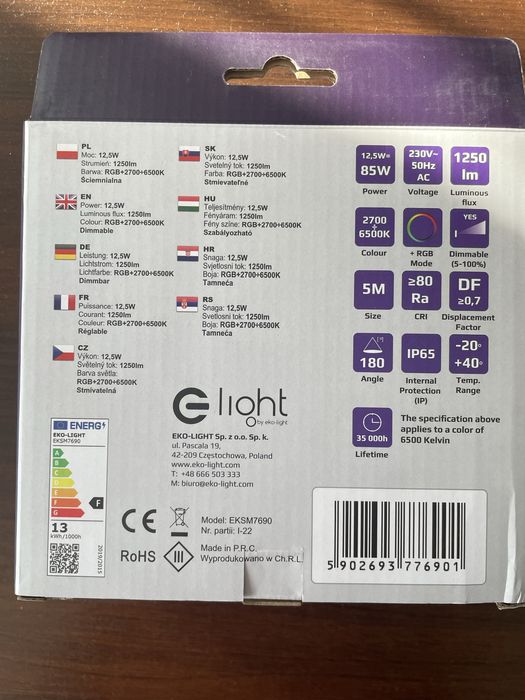 PL
Moc: 12,5W
Strumień: 1250lm
Barwa: RGB+2700+6500K
Ściemnialna
EN
Power: 12,5W
Luminous flux: 1250lm
Colour: RGB+2700+6500K
Dimmable
DE
Leistung: 12,5W
Lichtstrom: 1250lm
Lichtfarbe: RGB+2700+6500K
Dimmbar
FR
Puissance: 12,5W
Courant: 1250lm
Couleur: RGB+2700+6500K
Réglable
CZ
Výkon: 12,5W
Světelný tok: 1250lm
Barva světla:
RGB+2700+6500K
Stmívatelná
SK
Výkon: 12,5W
Svetelný tok: 1250lm
Farba: RGB+2700+6500K
Stmievateľné
HU
Teljesítmény: 12,5W
Fényáram: 1250lm
Fény színe: RGB+2700+6500K
Szabályozható
HR
Snaga: 12,5W
Svjetlosni tok: 1250lm
Boja: RGB+2700+6500K
Tamneća
RS
Snaga: 12,5W
Svetlosni tok: 1250lm
Boja: RGB+2700+6500K
Tamneća
12,5W=
85W
Power
230V~
50Hz
AC
Voltage
1250
lm
Luminous
flux
2700
+
6500K
Colour
+ RGB
Mode
YES
Dimmable
(5-100%)
5M
Size
≥80
Ra
CRI
DF
≥0,7
Displacement
Factor
180
Angle
IP65
Internal
Protection
(IP)
-20°
+40°
Temp.
Range
35 000h
Lifetime
The specification above
applies to a color of
6500 Kelvin
light
by eko-light
EKO-LIGHT Sp. z o.o. Sp. k.
ul. Pascala 19,
42-209 Częstochowa, Poland
www.eko-light.com
T: +48 666 503 333
M: biuro@eko-light.com
ENERG
EKO-LIGHT
EKSM7690
A
B
C
D
E
F
G
F
13
kWh/1000h
2019/2015
CE
RoHS
III
Model: EKSM7690
Nr. partii: I-22
Made in P.R.C.
Wyprodukowano w Ch.R.L.
5 902693 776901